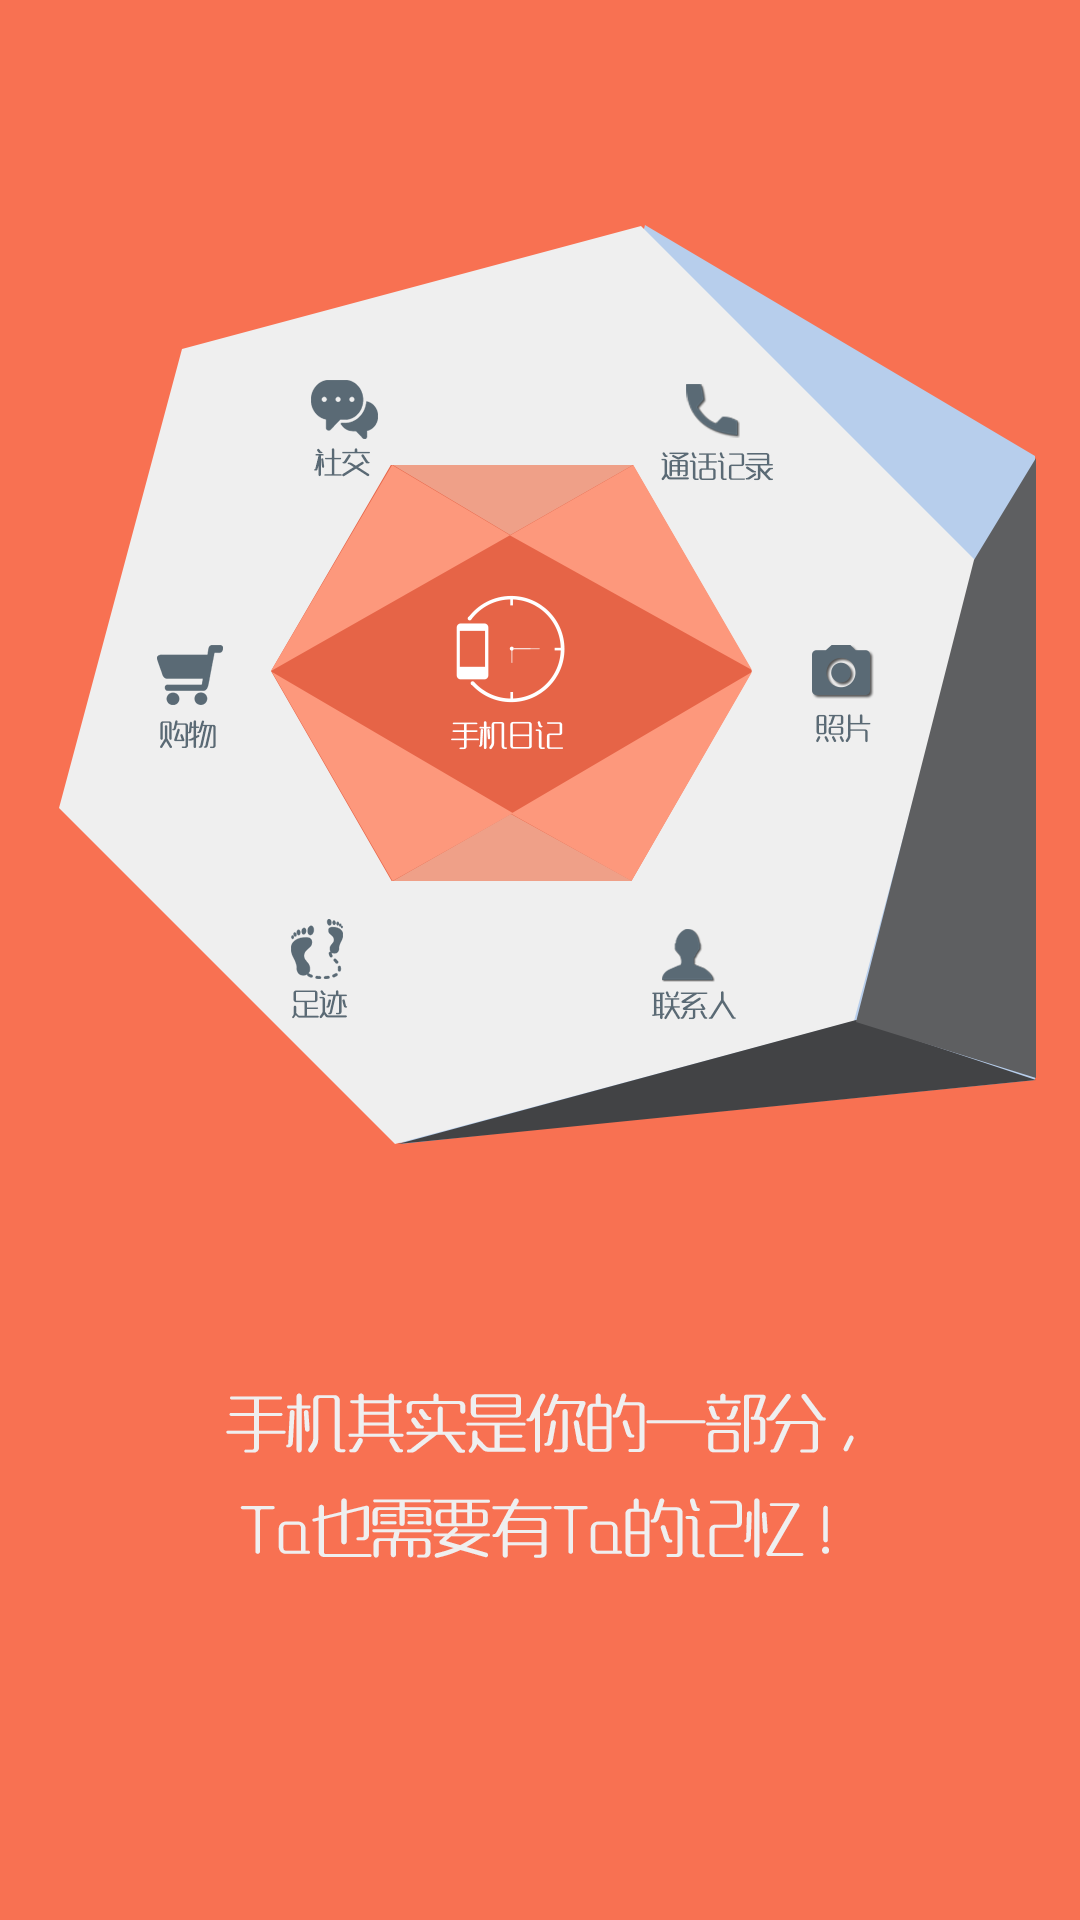 社交
通话记录
购物
手机日记
照片
足迹
联系人
手机其实是你的一部分，
Ta也需要有Ta的记忆！